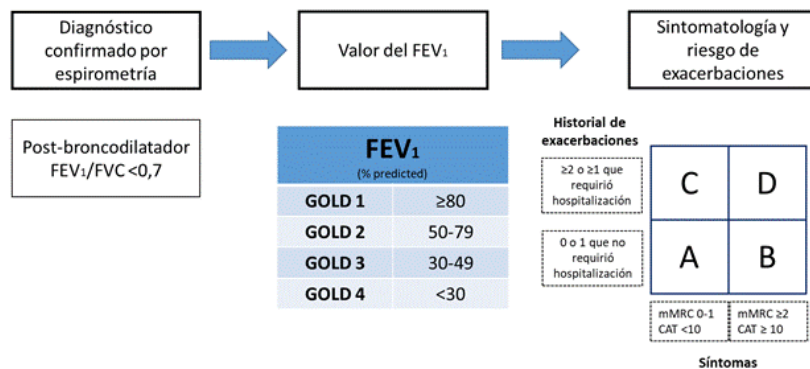 Diagnóstico
confirmado por
espirometría
Valor del FEV₁
Sintomatología y
riesgo de
exacerbaciones
Post-broncodilatador
FEV₁/FVC <0,7
FEV₁
(% predicted)
GOLD 1 ≥80
GOLD 2 50-79
GOLD 3 30-49
GOLD 4 <30
Historial de
exacerbaciones
≥2 o ≥1 que
requirió
hospitalización
0 o 1 que no
requirió
hospitalización
C D
A B
mMRC 0-1
CAT <10
mMRC ≥2
CAT ≥ 10
Síntomas